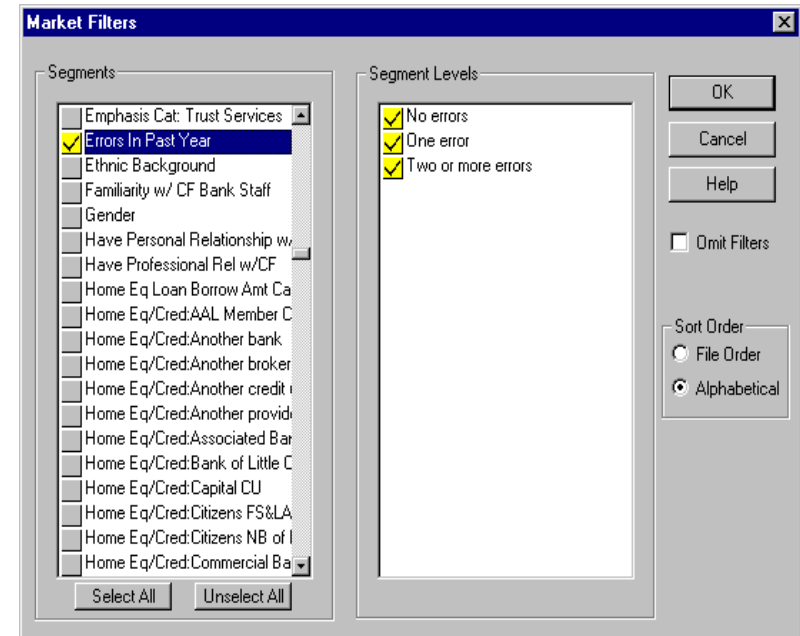 Market Filters
Segments
Emphasis Cat: Trust Services
Errors In Past Year
Ethnic Background
Familiarity w/ CF Bank Staff
Gender
Have Personal Relationship w/
Have Professional Rel w/CF
Home Eq Loan Borrow Amt Ca
Home Eq/Cred:AAL Member C
Home Eq/Cred:Another bank
Home Eq/Cred:Another broker
Home Eq/Cred:Another credit
Home Eq/Cred:Another provid
Home Eq/Cred:Associated Ban
Home Eq/Cred:Bank of Little C
Home Eq/Cred:Capital CU
Home Eq/Cred:Citizens FS&LA
Home Eq/Cred:Citizens NB of
Home Eq/Cred:Commercial Ba
Select All
Unselect All
Segment Levels
No errors
One error
Two or more errors
OK
Cancel
Help
Omit Filters
Sort Order
File Order
Alphabetical